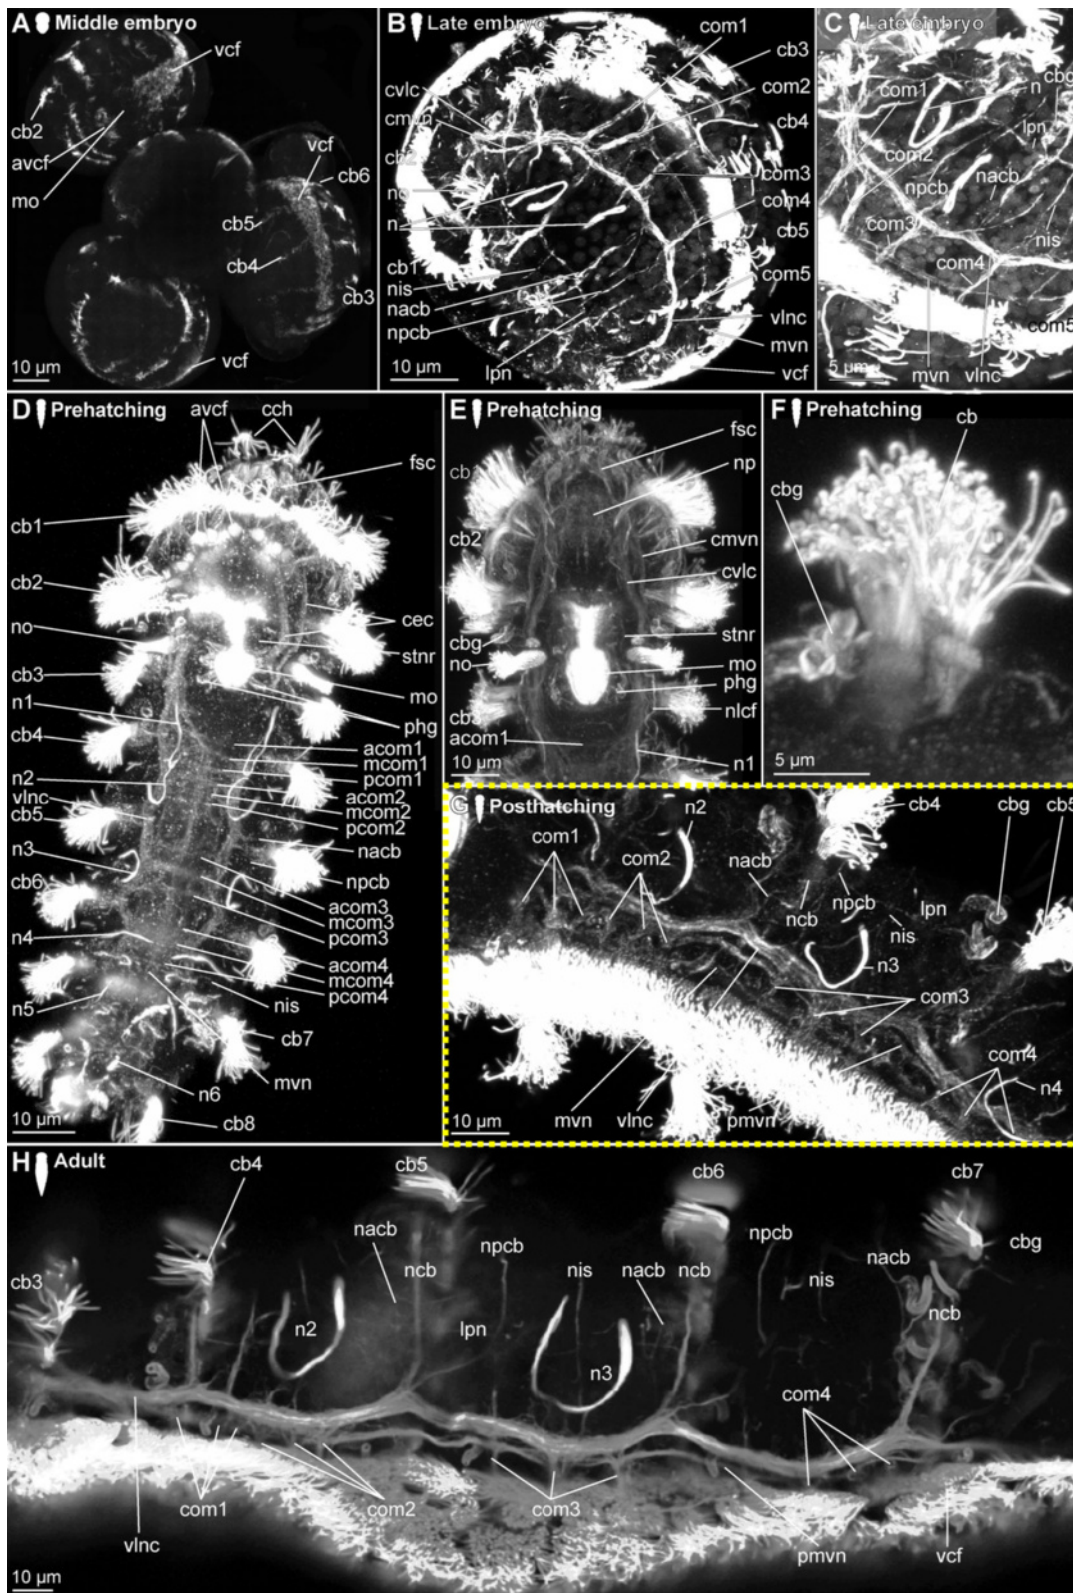 A Middle embryo
vcf
cb2
avcf
mo
vcf
cb6
cb5
cb4
cb3
vcf
10 µm
B Late embryo
com1
cb3
cvlc
com2
cmvn
cb4
cb2
no
com3
n
com4
cb5
cb1
nis
com5
nacb
npcb
vlnc
mvn
lpn
vcf
10 µm
C Late embryo
cbg
com1
n
lpn
com2
nacb
npcb
com3
nis
com4
com5
5 µm
mvn
vlnc
D Prehatching
avcf
cch
fsc
cb1
cb2
cec
no
stnr
cb3
mo
n1
phg
cb4
acom1
mcom1
pcom1
n2
acom2
vlnc
mcom2
cb5
pcom2
n3
nacb
cb6
npcb
acom3
mcom3
pcom3
n4
acom4
mcom4
pcom4
n5
nis
cb7
mvn
n6
10 µm
cb8
E Prehatching
fsc
cb
np
cb2
cmvn
cvlc
cbg
stnr
no
mo
phg
cb3
nlcf
acom1
10 µm
n1
F Prehatching
cb
cbg
5 µm
G Posthatching
n2
cb4
cbg
cb5
com1
com2
nacb
npcb
lpn
ncb
nis
n3
com3
com4
n4
10 µm
mvn
vlnc
pmvn
H Adult
cb4
cb5
cb6
cb7
nacb
npcb
npcb
cb3
ncb
nis
nacb
ncb
nis
nacb
cbg
n2
lpn
n3
ncb
com4
com1
com2
com3
vlnc
pmvn
vcf
10 µm